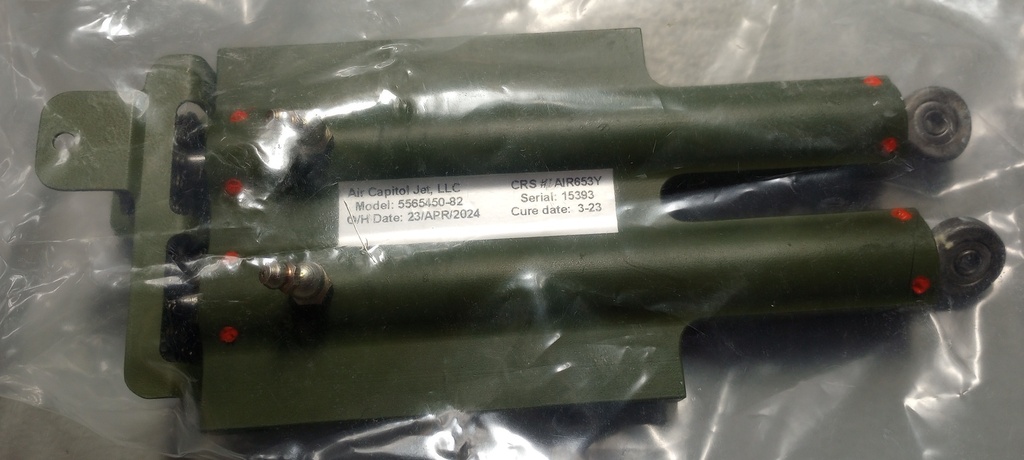 Air Capitol Jet, LLC CRS # AIR653Y
Model: 5565450-82 Serial: 15393
O/H Date: 23/APR/2024 Cure date: 3-23